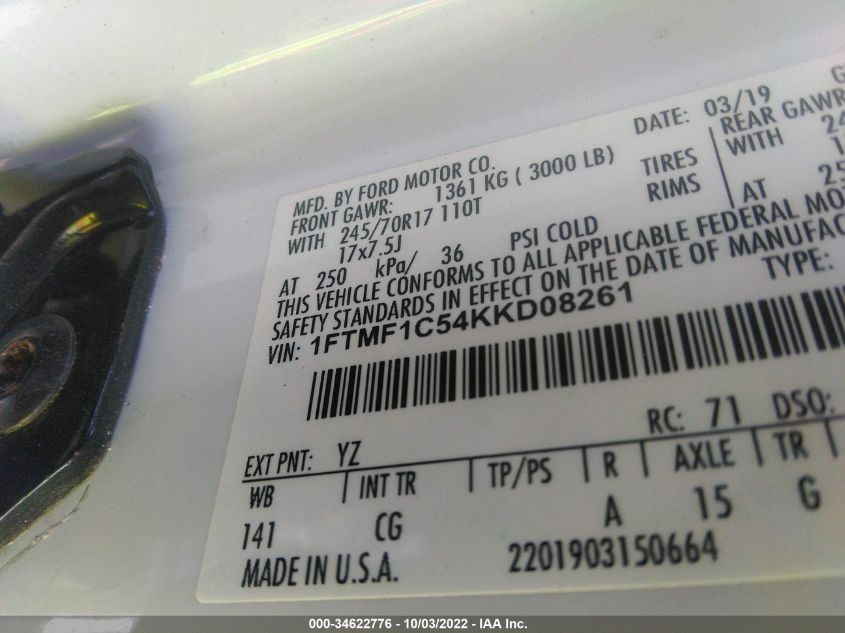 DATE: 03/19
MFD. BY FORD MOTOR CO.
FRONT GAWR: 1361 KG ( 3000 LB)
REAR GAWR
WITH 245/70R17 110T TIRES
WITH 24
17x7.5J RIMS
AT 250 kPa/ 36 PSI COLD
AT 25
THIS VEHICLE CONFORMS TO ALL APPLICABLE FEDERAL MO
SAFETY STANDARDS IN EFFECT ON THE DATE OF MANUFAC
VIN: 1FTMF1C54KKD08261
TYPE:
EXT PNT: YZ RC: 71 DSO:
WB INT TR TP/PS R AXLE TR
141 CG A 15 G
MADE IN U.S.A. 2201903150664
000-34622776 - 10/03/2022 - IAA Inc.